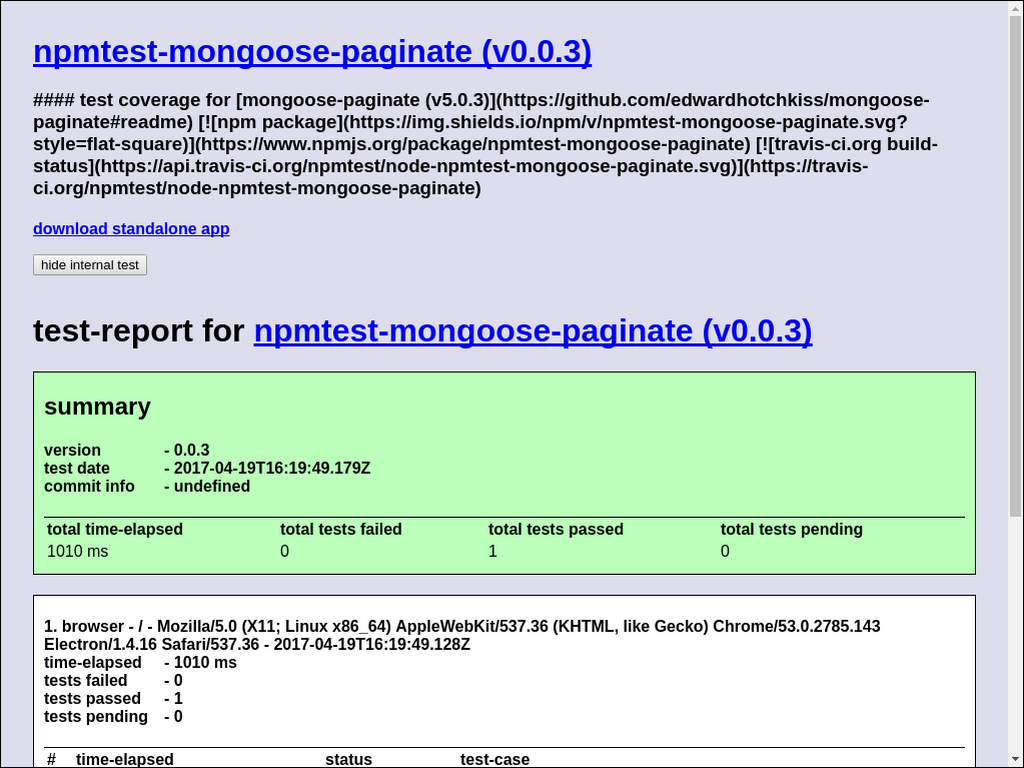 npmtest-mongoose-paginate (v0.0.3)
#### test coverage for [mongoose-paginate (v5.0.3)](https://github.com/edwardhotchkiss/mongoose-
paginate#readme) [![npm package](https://img.shields.io/npm/v/npmtest-mongoose-paginate.svg?
style=flat-square)](https://www.npmjs.org/package/npmtest-mongoose-paginate) [![travis-ci.org build-
status](https://api.travis-ci.org/npmtest/node-npmtest-mongoose-paginate.svg)](https://travis-
ci.org/npmtest/node-npmtest-mongoose-paginate)
download standalone app
hide internal test
test-report for npmtest-mongoose-paginate (v0.0.3)
summary
version - 0.0.3
test date - 2017-04-19T16:19:49.179Z
commit info - undefined
total time-elapsed total tests failed total tests passed total tests pending
1010 ms 0 1 0
1. browser - / - Mozilla/5.0 (X11; Linux x86_64) AppleWebKit/537.36 (KHTML, like Gecko) Chrome/53.0.2785.143
Electron/1.4.16 Safari/537.36 - 2017-04-19T16:19:49.128Z
time-elapsed - 1010 ms
tests failed - 0
tests passed - 1
tests pending - 0
# time-elapsed status test-case